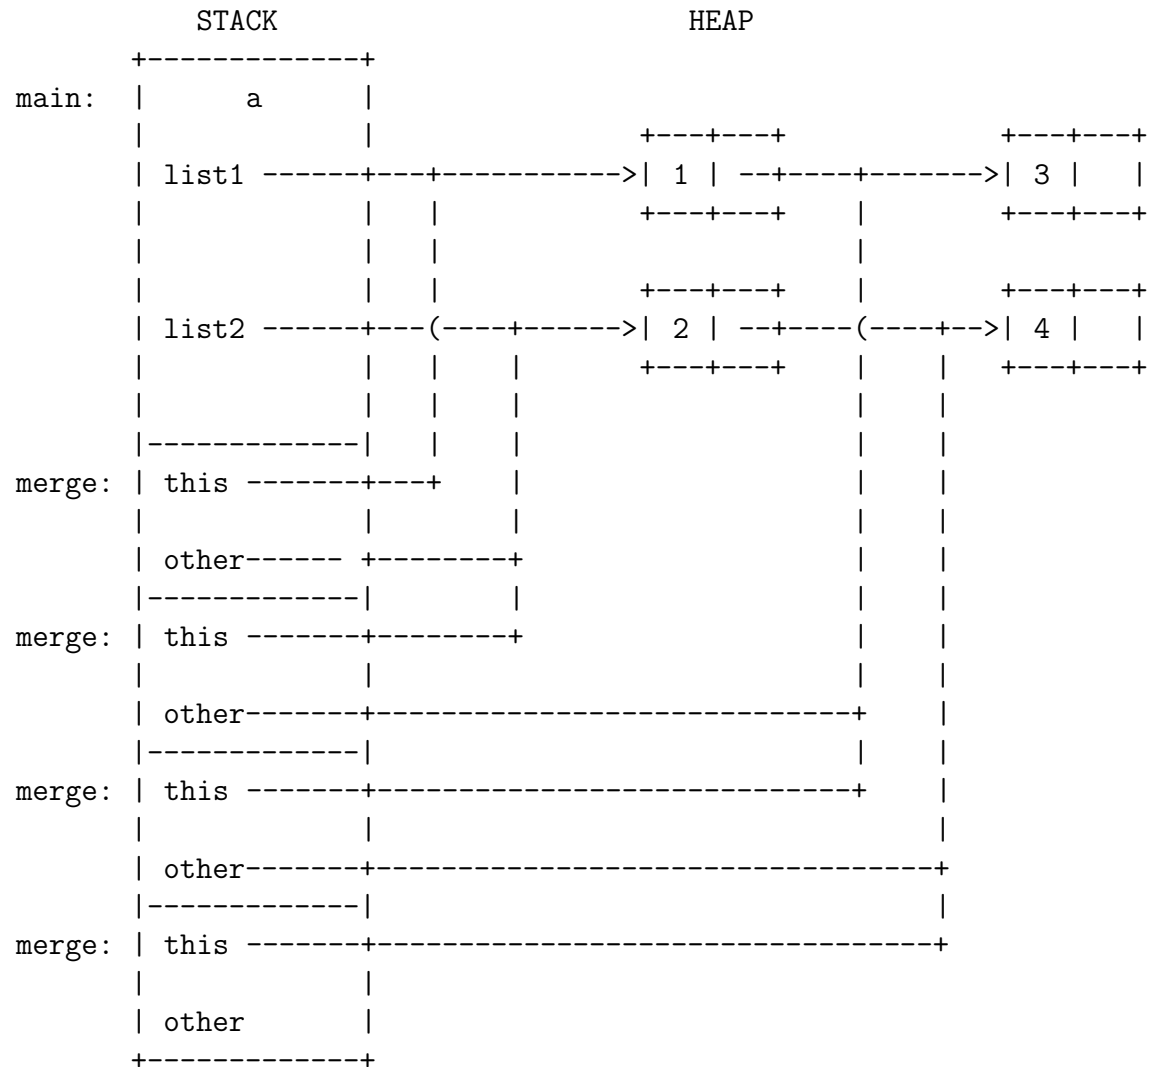 STACK HEAP
+-------------+
main: | a |
| | +---+---+ +---+---+
| list1 ------+---+----------->| 1 | --+----+------->| 3 | |
| | | +---+---+ | +---+---+
| | | |
| | | +---+---+ | +---+---+
| list2 ------+---(----+------>| 2 | --+----(----+-->| 4 | |
| | | | +---+---+ | | +---+---+
| | | | | |
|-------------| | | | |
merge: | this -------+---+ | | |
| | | | |
| other------ +--------+ | |
|-------------| | | |
merge: | this -------+--------+ | |
| | | |
| other-------+-----------------------------+ |
|-------------| | |
merge: | this -------+-----------------------------+ |
| | |
| other-------+----------------------------------+
|-------------| |
merge: | this -------+----------------------------------+
| |
| other |
+-------------+